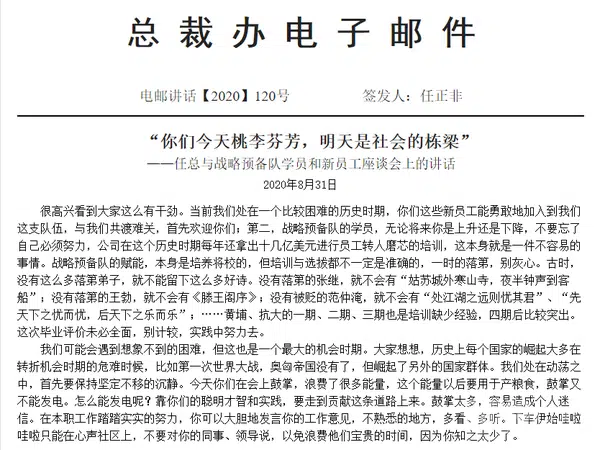 总裁办电子邮件
电邮讲话【2020】120号 签发人：任正非
“你们今天桃李芬芳，明天是社会的栋梁”
——任总与战略预备队学员和新员工座谈会上的讲话
2020年8月31日
很高兴看到大家这么有干劲。当前我们处在一个比较困难的历史时期，你们这些新员工能勇敢地加入到我们
这支队伍，与我们共渡难关，首先欢迎你们；第二，战略预备队的学员，无论将来你是上升还是下降，不要忘了
自己必须努力，公司在这个历史时期每年还拿出十几亿美元进行员工转人磨芯的培训，这本身就是一件不容易的
事情。战略预备队的赋能，本身是培养将校的，但培训与选拔都不一定是准确的，一时的落第，别灰心。古时，
没有这么多落第弟子，就不能留下这么多好诗。没有落第的张继，就不会有“姑苏城外寒山寺，夜半钟声到客
船”；没有落第的王勃，就不会有《滕王阁序》；没有被贬的范仲淹，就不会有“处江湖之远则忧其君”、“先
天下之忧而忧，后天下之乐而乐”；……黄埔、抗大的一期、二期、三期也是培训缺少经验，四期后比较突出。
这次毕业评价未必全面，别计较，实践中努力去。
我们可能会遇到想象不到的困难，但这也是一个最大的机会时期。大家想想，历史上每个国家的崛起大多在
转折机会时期的危难时候，比如第一次世界大战，奥匈帝国没有了，但崛起了另外的国家群体。我们处在动荡之
中，首先要保持坚定不移的沉静。今天你们在会上鼓掌，浪费了很多能量，这个能量以后要用于产粮食，鼓掌又
不能发电。怎么能发电呢？靠你们的聪明才智和实践，要走到贡献这条道路上来。鼓掌太多，容易造成个人迷
信。在本职工作踏踏实实的努力，你可以大胆地发言你的工作意见，不熟悉的地方，多看、多听。下车伊始哇啦
哇啦只能在心声社区上，不要对你的同事、领导说，以免浪费他们宝贵的时间，因为你知之太少了。